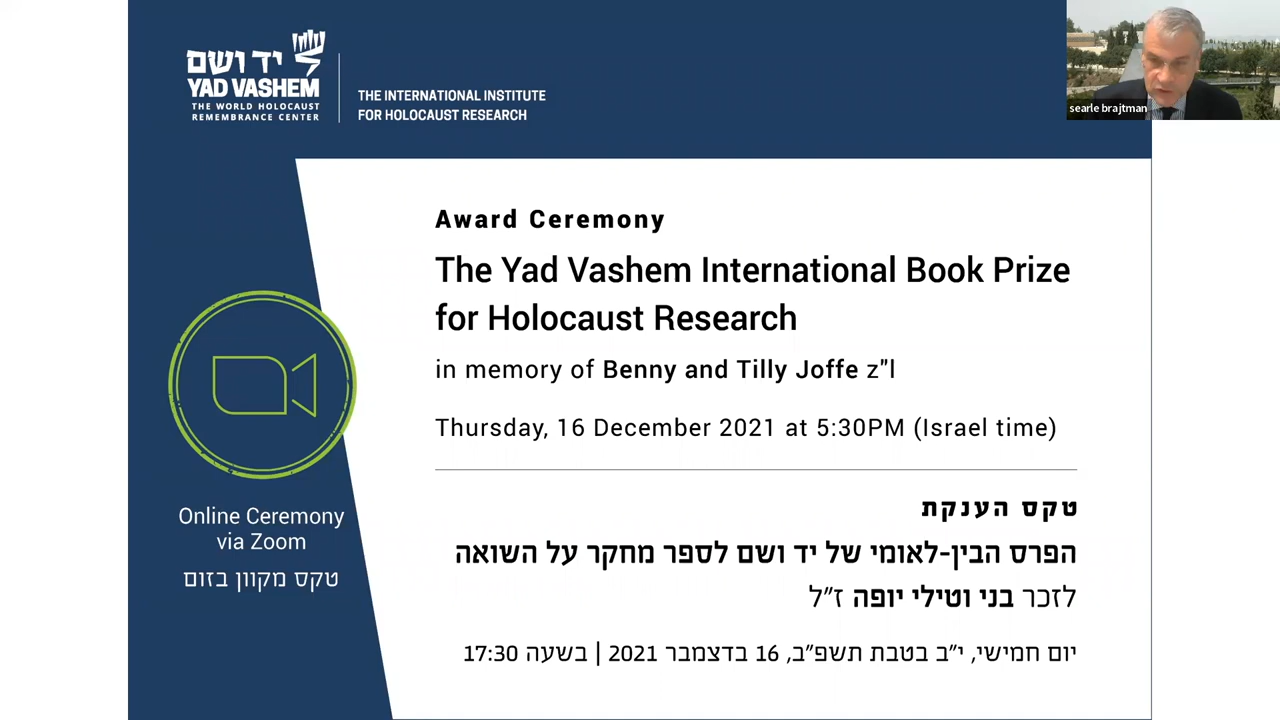 יד ושם
YAD VASHEM
THE WORLD HOLOCAUST
REMEMBRANCE CENTER
THE INTERNATIONAL INSTITUTE
FOR HOLOCAUST RESEARCH
searle brajtman
Award Ceremony
The Yad Vashem International Book Prize
for Holocaust Research
in memory of Benny and Tilly Joffe z"l
Thursday, 16 December 2021 at 5:30PM (Israel time)
Online Ceremony
via Zoom
טקס מקוון בזום
טקס הענקת
הפרס הבין-לאומי של יד ושם לספר מחקר על השואה
לזכר בני וטילי יופה ז"ל
יום חמישי, י"ב בטבת תשפ"ב, 16 בדצמבר 2021 | בשעה 17:30